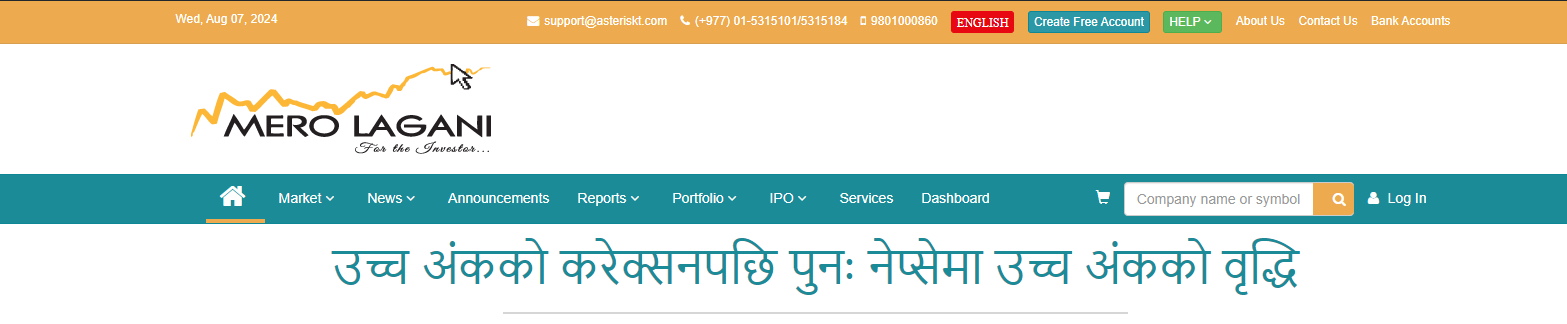 Wed, Aug 07, 2024 support@asteriskt.com (+977) 01-5315101/5315184 9801000860 ENGLISH Create Free Account HELP About Us Contact Us Bank Accounts
MERO LAGANI
For the Investor...
Market News Announcements Reports Portfolio IPO Services Dashboard Company name or symbol Log In
उच्च अंकको करेक्सनपछि पुनः नेप्सेमा उच्च अंकको वृद्धि